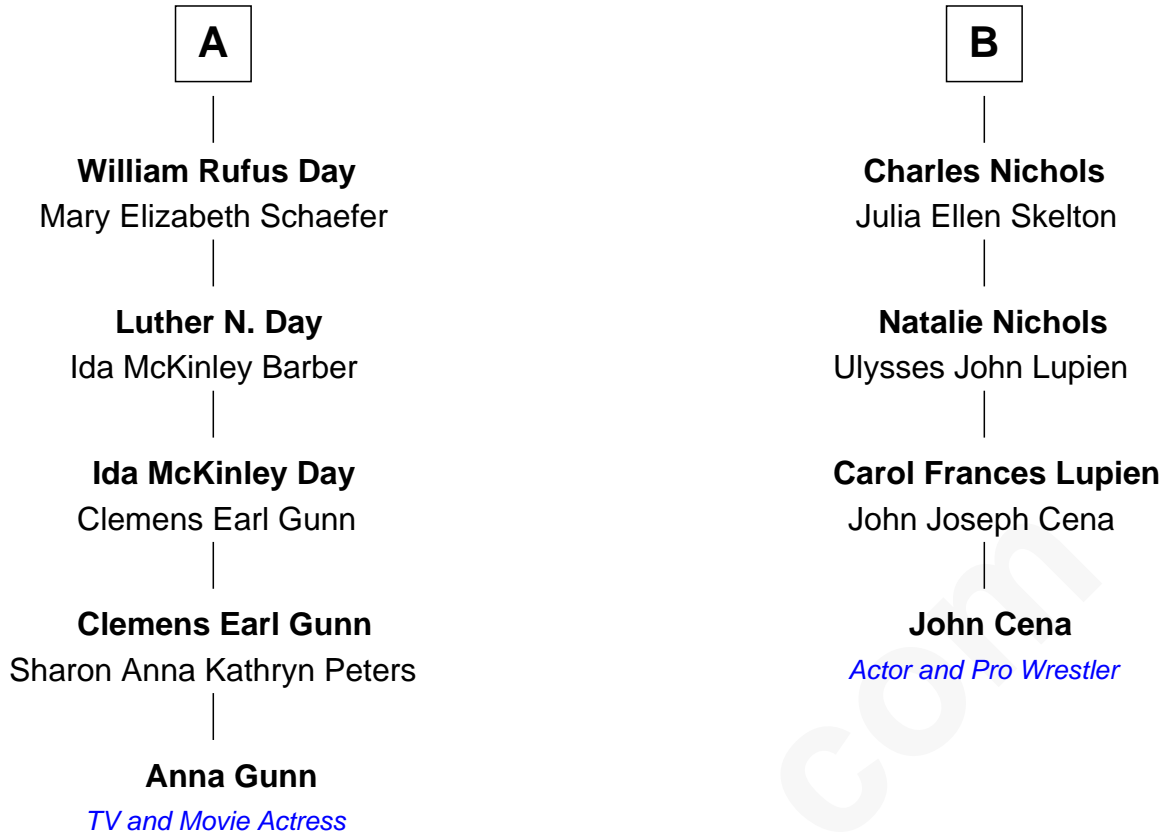 A
William Rufus Day
Mary Elizabeth Schaefer
Luther N. Day
Ida McKinley Barber
Ida McKinley Day
Clemens Earl Gunn
Clemens Earl Gunn
Sharon Anna Kathryn Peters
Anna Gunn
TV and Movie Actress
B
Charles Nichols
Julia Ellen Skelton
Natalie Nichols
Ulysses John Lupien
Carol Frances Lupien
John Joseph Cena
John Cena
Actor and Pro Wrestler
com